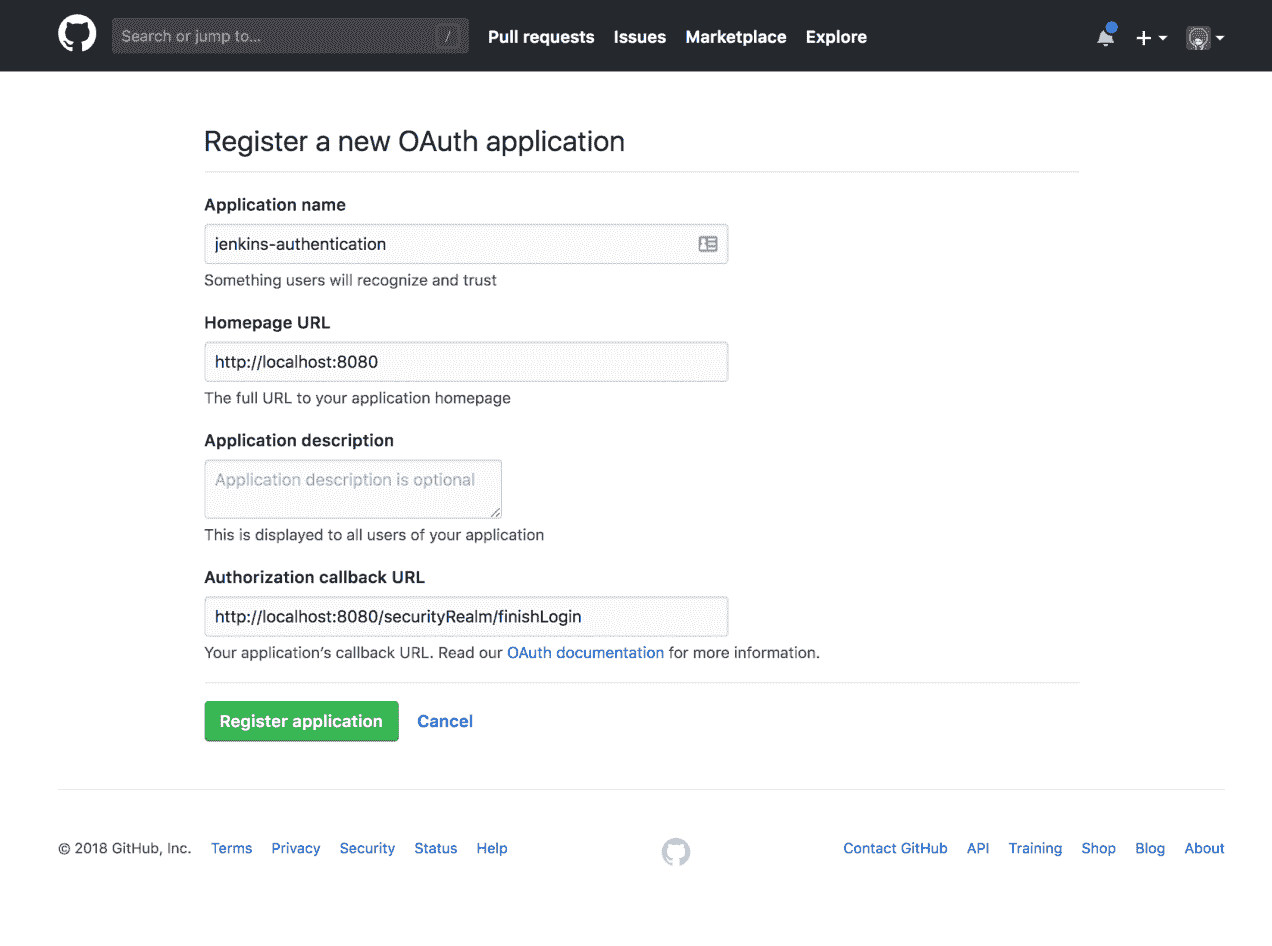 Search or jump to... /
Pull requests Issues Marketplace Explore
Register a new OAuth application
Application name
jenkins-authentication
Something users will recognize and trust
Homepage URL
http://localhost:8080
The full URL to your application homepage
Application description
Application description is optional
This is displayed to all users of your application
Authorization callback URL
http://localhost:8080/securityRealm/finishLogin
Your application’s callback URL. Read our OAuth documentation for more information.
Register application Cancel
© 2018 GitHub, Inc. Terms Privacy Security Status Help Contact GitHub API Training Shop Blog About